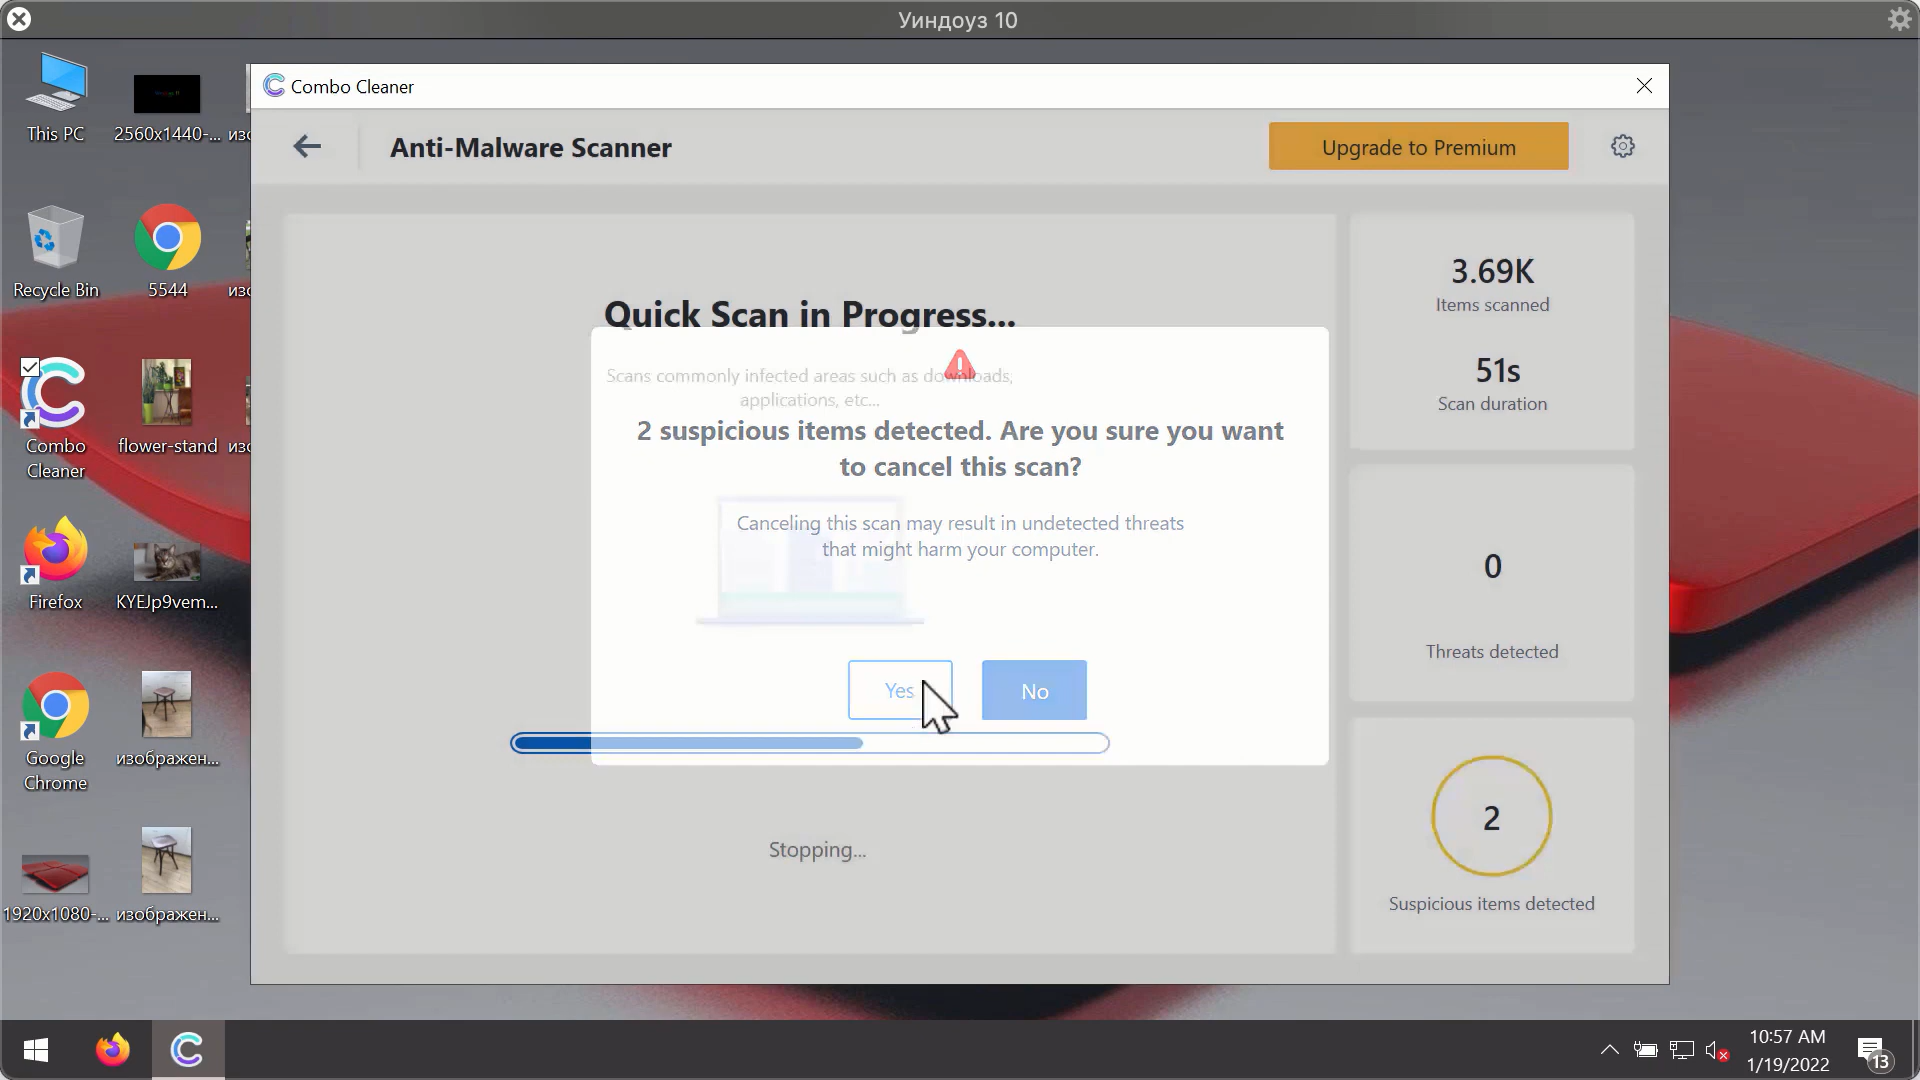 Уиндоуз 10
This PC
2560x1440-...
Recycle Bin
5544
Combo
Cleaner
flower-stand
Firefox
KYEJp9vem...
Google
Chrome
изображен...
1920x1080-...
изображен...
Combo Cleaner
Anti-Malware Scanner
Upgrade to Premium
Quick Scan in Progress...
Scans commonly infected areas such as downloads,
applications, etc...
2 suspicious items detected. Are you sure you want
to cancel this scan?
Canceling this scan may result in undetected threats
that might harm your computer.
Yes
No
Stopping...
3.69K
Items scanned
51s
Scan duration
0
Threats detected
2
Suspicious items detected
10:57 AM
1/19/2022
13